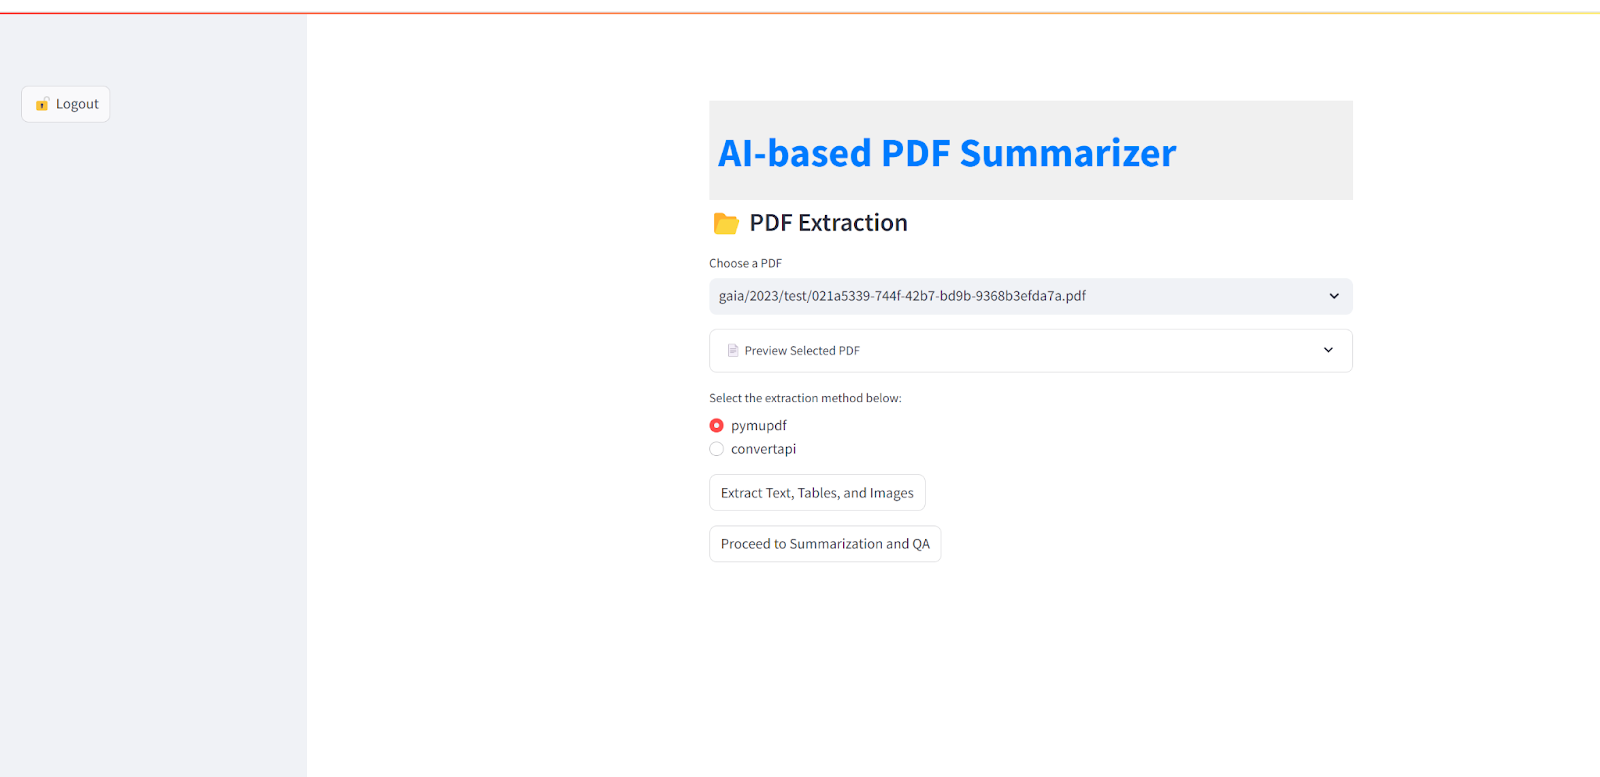 Logout
AI-based PDF Summarizer
PDF Extraction
Choose a PDF
gaia/2023/test/021a5339-744f-42b7-bd9b-9368b3efda7a.pdf
Preview Selected PDF
Select the extraction method below:
pymupdf
convertapi
Extract Text, Tables, and Images
Proceed to Summarization and QA